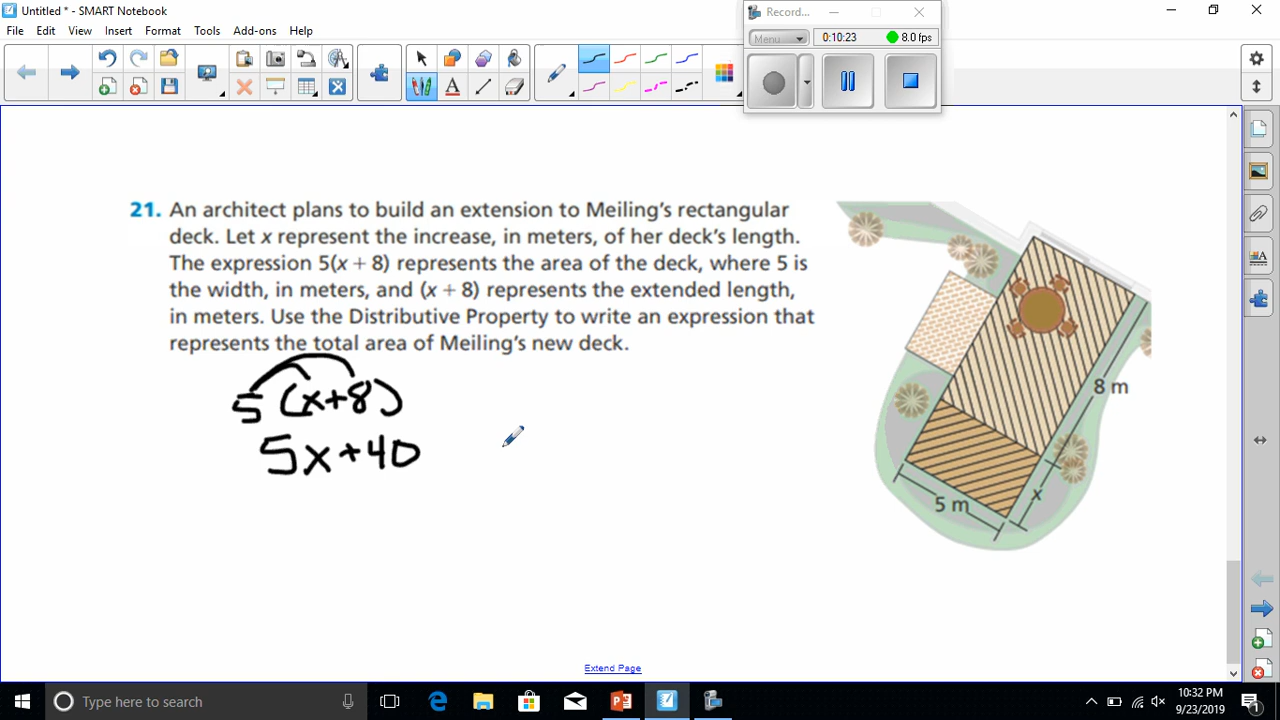 Untitled * - SMART Notebook
Record...
File Edit View Insert Format Tools Add-ons Help
Menu 0:10:23 8.0 fps
21. An architect plans to build an extension to Meiling's rectangular
deck. Let x represent the increase, in meters, of her deck's length.
The expression 5(x + 8) represents the area of the deck, where 5 is
the width, in meters, and (x + 8) represents the extended length,
in meters. Use the Distributive Property to write an expression that
represents the total area of Meiling's new deck.
5 (x+8)
5x+40
8 m
x
5 m
Extend Page
Type here to search
10:32 PM
9/23/2019
1